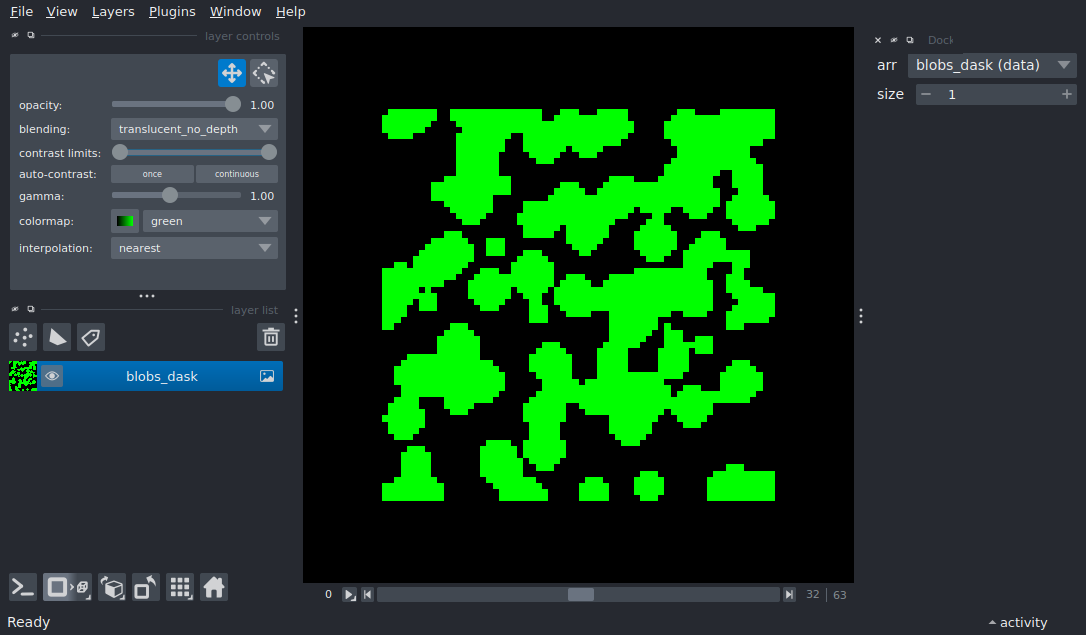 File View Layers Plugins Window Help
layer controls
opacity: 1.00
blending: translucent_no_depth
contrast limits:
auto-contrast: once continuous
gamma: 1.00
colormap: green
interpolation: nearest
layer list
blobs_dask
Dock
arr blobs_dask (data)
size 1
0 32 63
Ready
activity